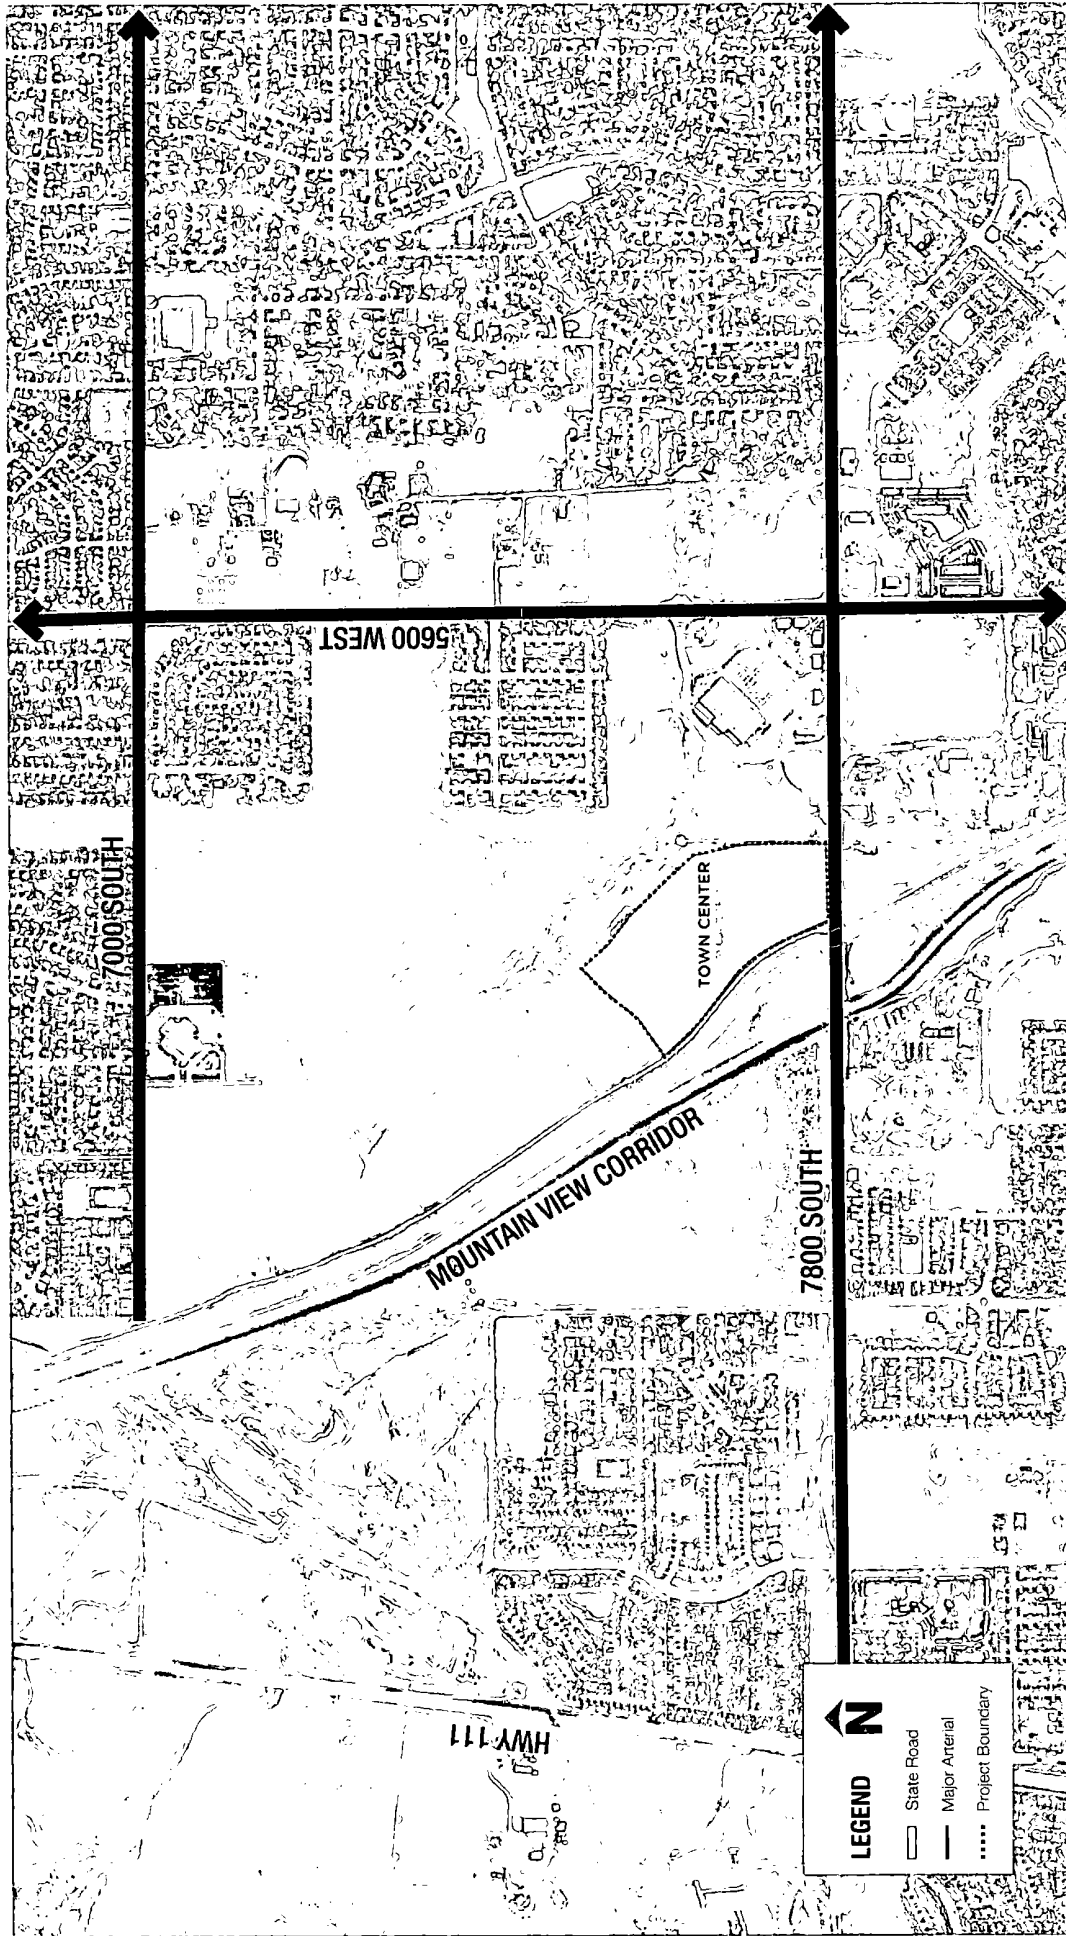 7000 SOUTH
5600 WEST
TOWN CENTER
MOUNTAIN VIEW CORRIDOR
7800 SOUTH
HWY 111
LEGEND
N
State Road
Major Arterial
Project Boundary